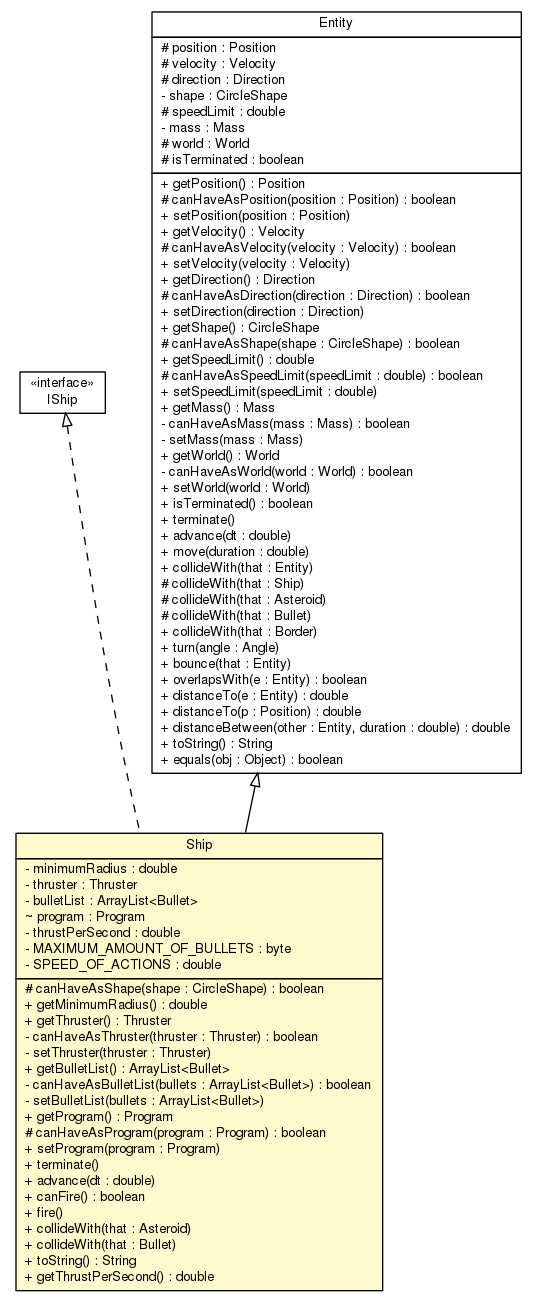 Entity
# position : Position
# velocity : Velocity
# direction : Direction
- shape : CircleShape
# speedLimit : double
- mass : Mass
# world : World
# isTerminated : boolean
+ getPosition() : Position
# canHaveAsPosition(position : Position) : boolean
+ setPosition(position : Position)
+ getVelocity() : Velocity
# canHaveAsVelocity(velocity : Velocity) : boolean
+ setVelocity(velocity : Velocity)
+ getDirection() : Direction
# canHaveAsDirection(direction : Direction) : boolean
+ setDirection(direction : Direction)
+ getShape() : CircleShape
# canHaveAsShape(shape : CircleShape) : boolean
+ getSpeedLimit() : double
# canHaveAsSpeedLimit(speedLimit : double) : boolean
+ setSpeedLimit(speedLimit : double)
+ getMass() : Mass
- canHaveAsMass(mass : Mass) : boolean
- setMass(mass : Mass)
+ getWorld() : World
- canHaveAsWorld(world : World) : boolean
+ setWorld(world : World)
+ isTerminated() : boolean
+ terminate()
+ advance(dt : double)
+ move(duration : double)
+ collideWith(that : Entity)
# collideWith(that : Ship)
# collideWith(that : Asteroid)
# collideWith(that : Bullet)
+ collideWith(that : Border)
+ turn(angle : Angle)
+ bounce(that : Entity)
+ overlapsWith(e : Entity) : boolean
+ distanceTo(e : Entity) : double
+ distanceTo(p : Position) : double
+ distanceBetween(other : Entity, duration : double) : double
+ toString() : String
+ equals(obj : Object) : boolean
«interface»
IShip
Ship
- minimumRadius : double
- thruster : Thruster
- bulletList : ArrayList<Bullet>
~ program : Program
- thrustPerSecond : double
- MAXIMUM_AMOUNT_OF_BULLETS : byte
- SPEED_OF_ACTIONS : double
# canHaveAsShape(shape : CircleShape) : boolean
+ getMinimumRadius() : double
+ getThruster() : Thruster
- canHaveAsThruster(thruster : Thruster) : boolean
- setThruster(thruster : Thruster)
+ getBulletList() : ArrayList<Bullet>
- canHaveAsBulletList(bullets : ArrayList<Bullet>) : boolean
- setBulletList(bullets : ArrayList<Bullet>)
+ getProgram() : Program
# canHaveAsProgram(program : Program) : boolean
+ setProgram(program : Program)
+ terminate()
+ advance(dt : double)
+ canFire() : boolean
+ fire()
+ collideWith(that : Asteroid)
+ collideWith(that : Bullet)
+ toString() : String
+ getThrustPerSecond() : double